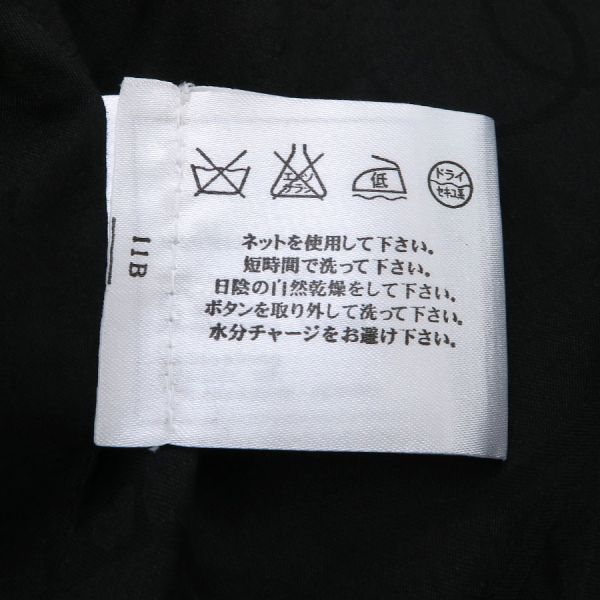 エンソ
サラシ
低
ドライ
セキユ系
ネットを使用して下さい。
短時間で洗って下さい。
日陰の自然乾燥をして下さい。
ボタンを取り外して洗って下さい。
水分チャージをお避け下さい。
11B